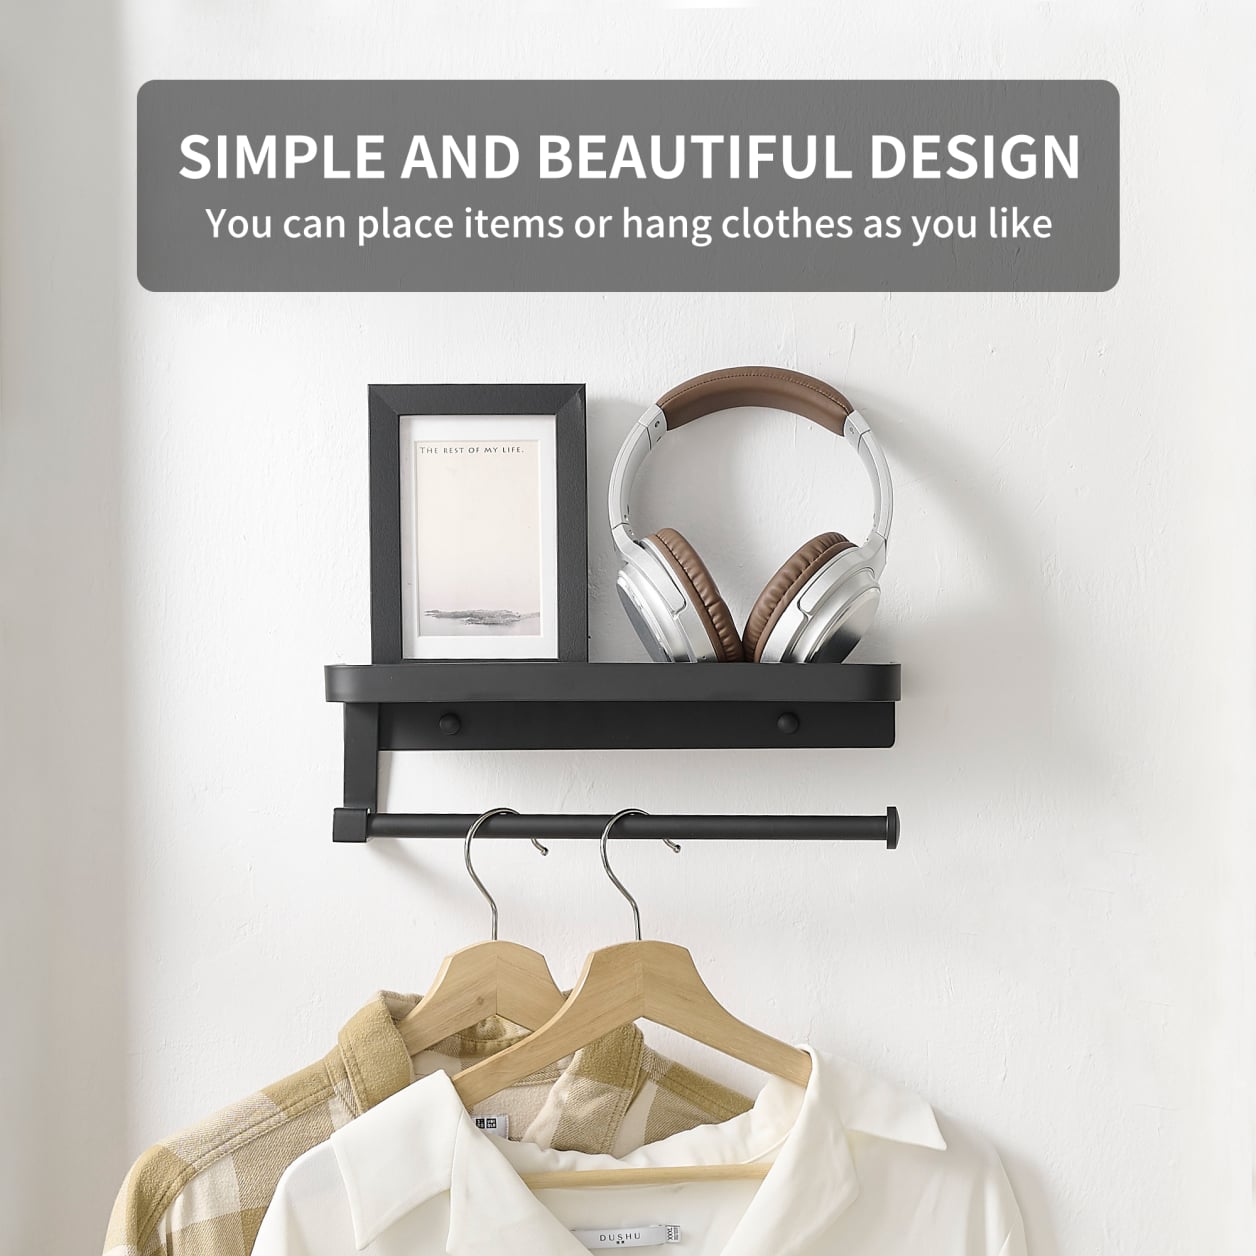 SIMPLE AND BEAUTIFUL DESIGN
You can place items or hang clothes as you like
THE REST OF MY LIFE.
DUSHU